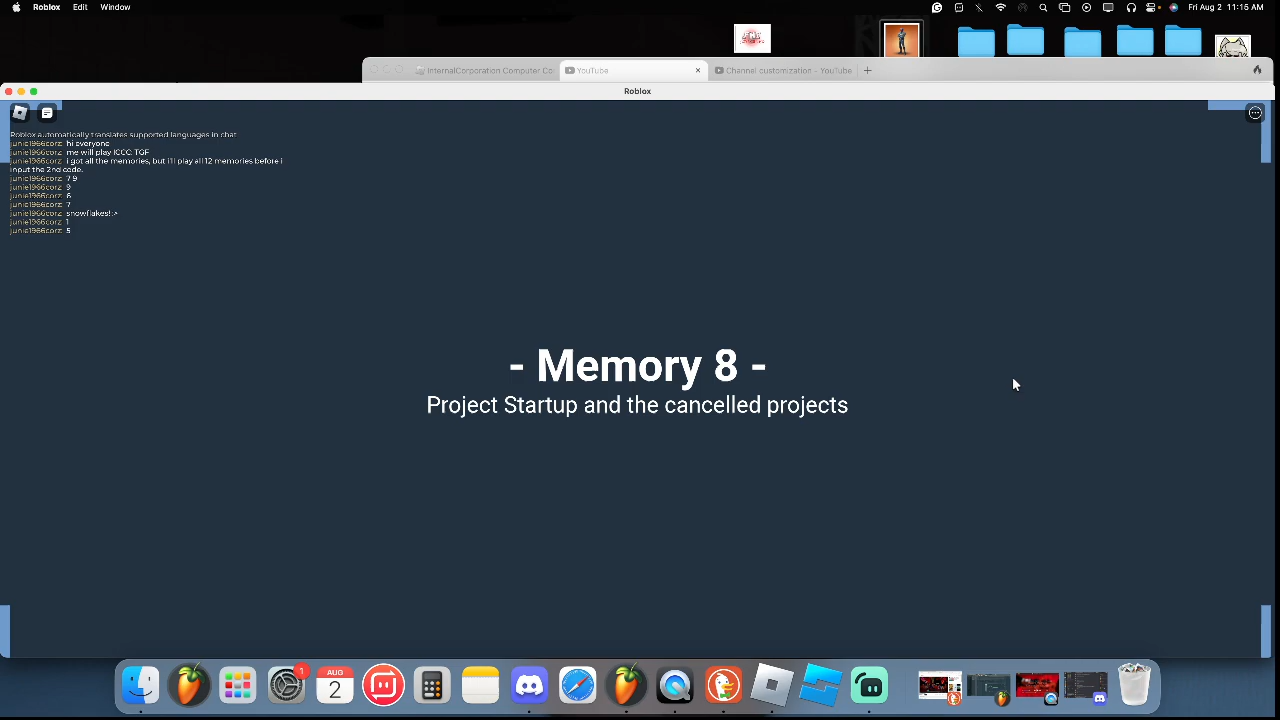 Roblox Edit Window Fri Aug 2 11:15 AM
InternalCorporation Computer Co
YouTube
Channel customization - YouTube
Roblox
Roblox automatically translates supported languages in chat
junie1966corz: hi everyone
junie1966corz: me will play ICCC: TGF
junie1966corz: i got all the memories, but i'll play all 12 memories before i
input the 2nd code.
junie1966corz: 7 9
junie1966corz: 9
junie1966corz: 6
junie1966corz: 7
junie1966corz: snowflakes! :>
junie1966corz: 1
junie1966corz: 5
- Memory 8 -
Project Startup and the cancelled projects
1
AUG
2